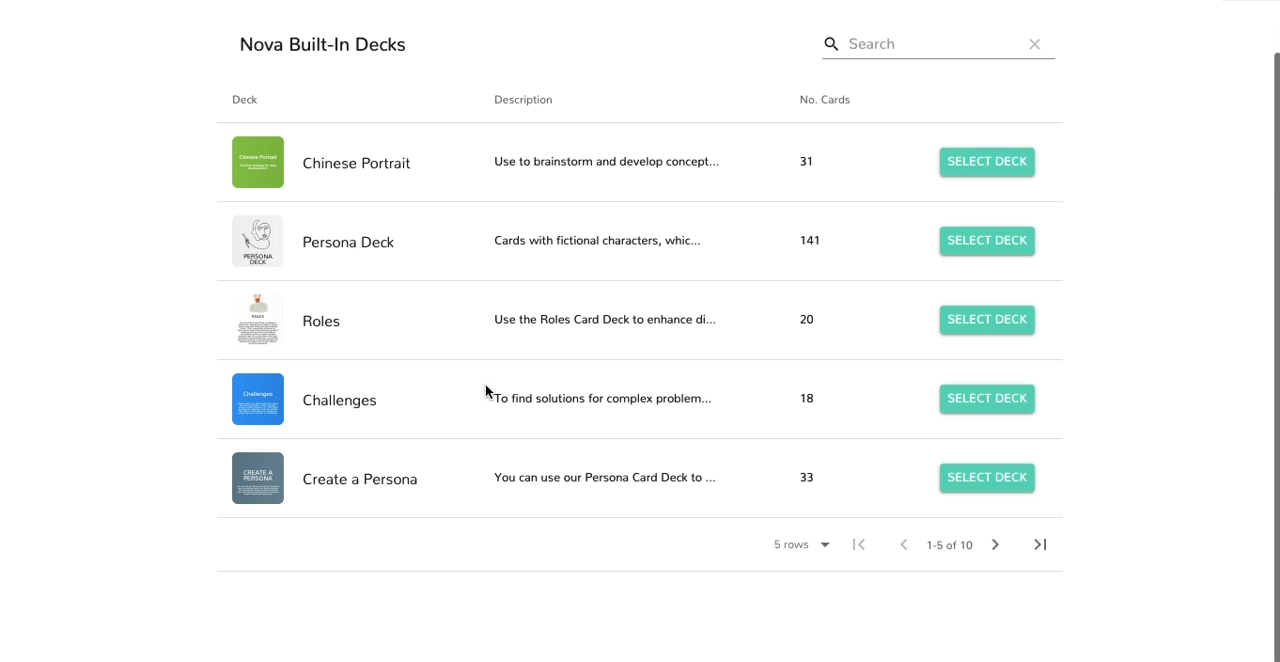 Nova Built-In Decks
Search
Deck Description No. Cards
Chinese Portrait
Chinese Portrait Use to brainstorm and develop concept... 31 SELECT DECK
PERSONA
DECK
Persona Deck Cards with fictional characters, whic... 141 SELECT DECK
ROLES
Roles Use the Roles Card Deck to enhance di... 20 SELECT DECK
Challenges
Challenges To find solutions for complex problem... 18 SELECT DECK
CREATE A
PERSONA
Create a Persona You can use our Persona Card Deck to ... 33 SELECT DECK
5 rows 1-5 of 10